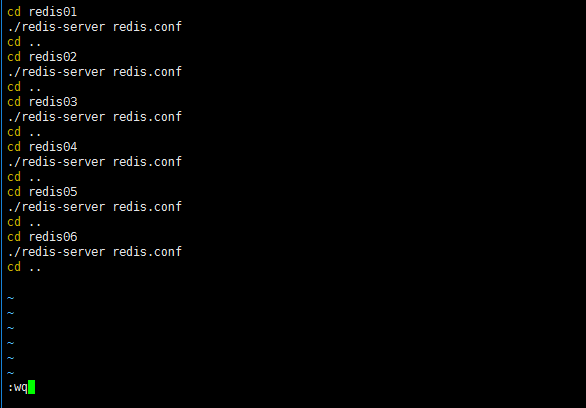 cd redis01
./redis-server redis.conf
cd ..
cd redis02
./redis-server redis.conf
cd ..
cd redis03
./redis-server redis.conf
cd ..
cd redis04
./redis-server redis.conf
cd ..
cd redis05
./redis-server redis.conf
cd ..
cd redis06
./redis-server redis.conf
cd ..
~
~
~
~
~
~
:wq